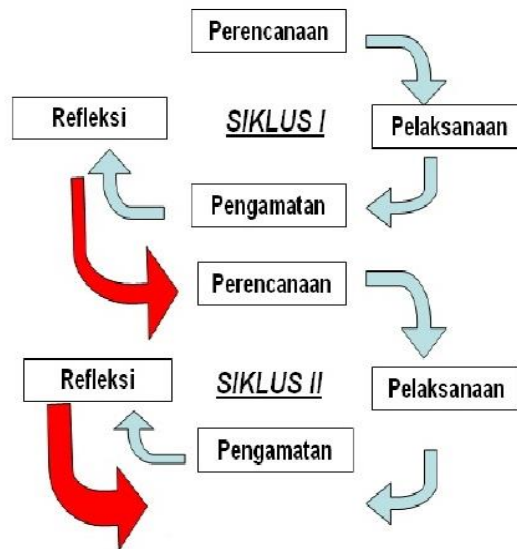 Perencanaan
Refleksi
SIKLUS I
Pelaksanaan
Pengamatan
Perencanaan
Refleksi
SIKLUS II
Pelaksanaan
Pengamatan